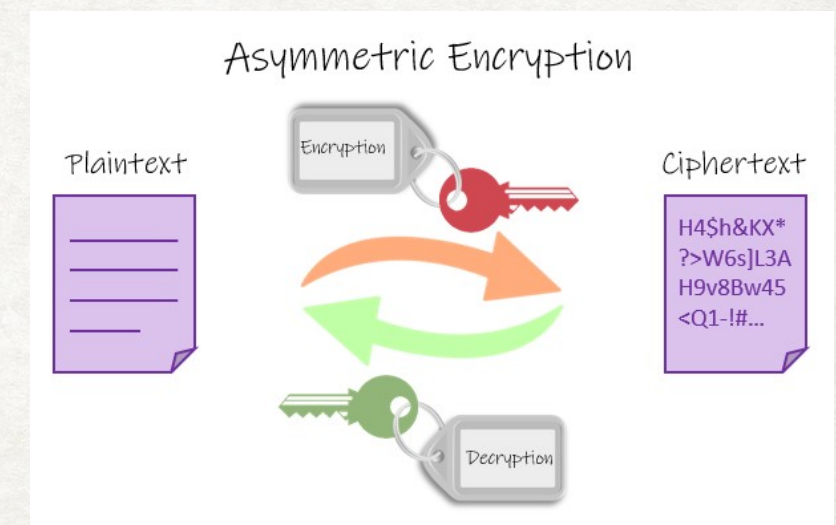 Asymmetric Encryption
Encryption
Plaintext
Ciphertext
H4$h&KX*
?>W6s]L3A
H9v8Bw45
<Q1-!#...
Decryption